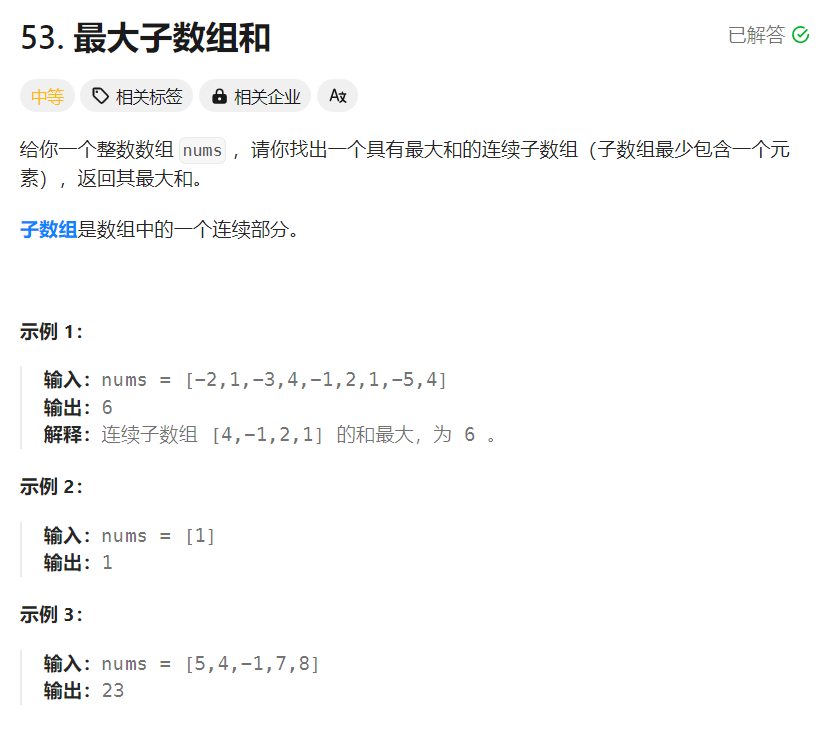 53. 最大子数组和
已解答
中等 相关标签 相关企业 Aあ
给你一个整数数组 nums ，请你找出一个具有最大和的连续子数组（子数组最少包含一个元
素），返回其最大和。
子数组是数组中的一个连续部分。
示例 1：
输入：nums = [-2,1,-3,4,-1,2,1,-5,4]
输出：6
解释：连续子数组 [4,-1,2,1] 的和最大，为 6 。
示例 2：
输入：nums = [1]
输出：1
示例 3：
输入：nums = [5,4,-1,7,8]
输出：23